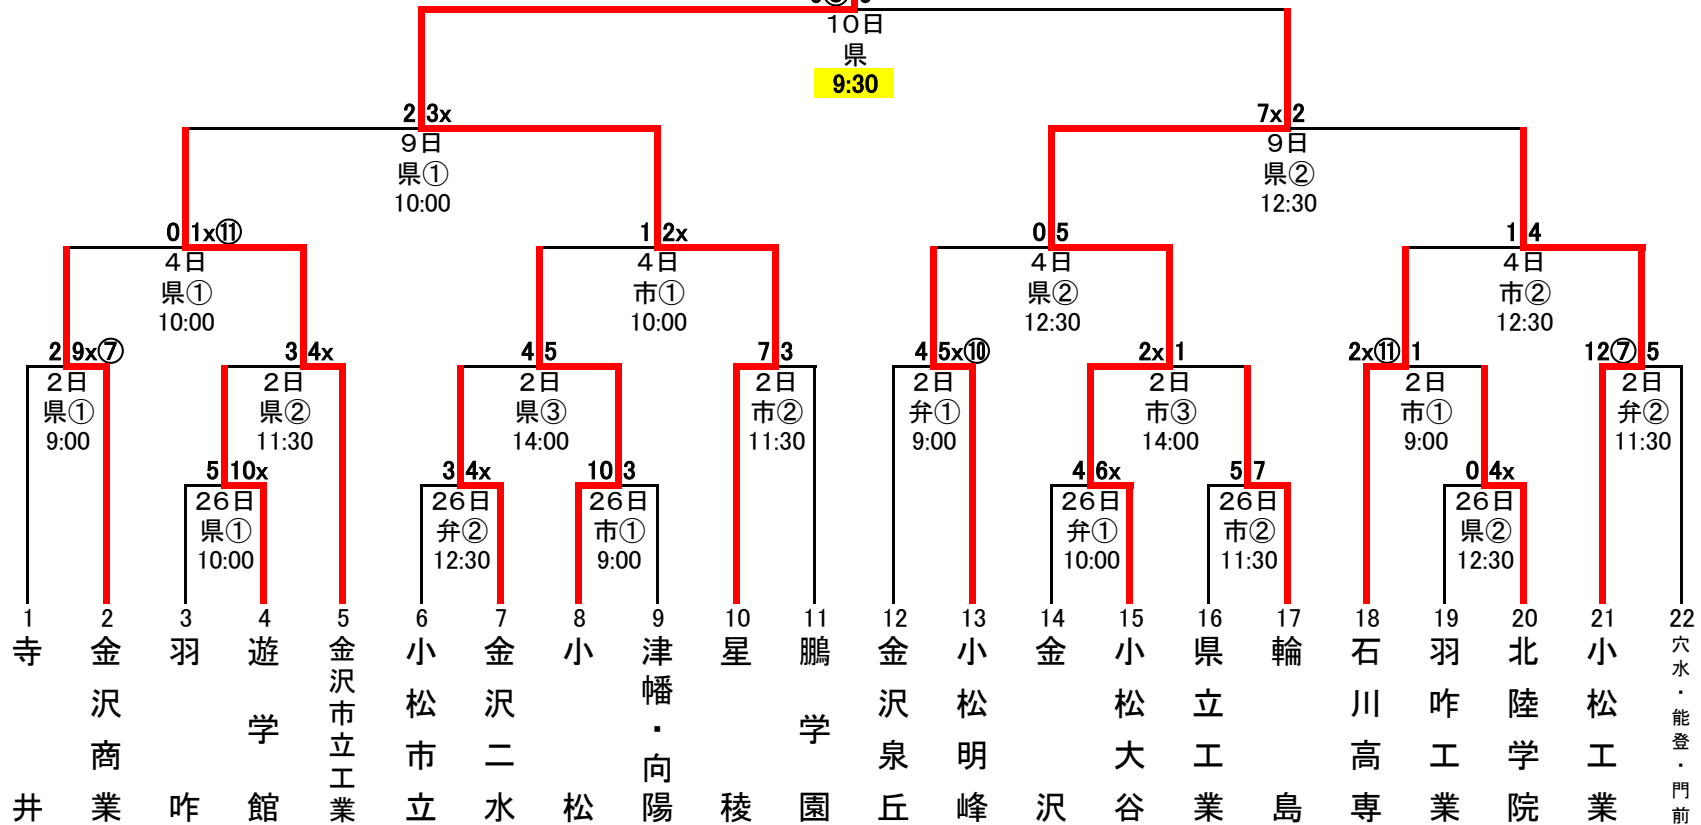 10日
県
9:30
2 3x
9日
県①
10:00
7x 2
9日
県②
12:30
0 1x⑪
4日
県①
10:00
1 2x
4日
市①
10:00
0 5
4日
県②
12:30
1 4
4日
市②
12:30
2 9x⑦
2日
県①
9:00
3 4x
2日
県②
11:30
4 5
2日
県③
14:00
7 3
2日
市②
11:30
4 5x⑩
2日
弁①
9:00
2x 1
2日
市③
14:00
2x⑪ 1
2日
市①
9:00
12⑦ 5
2日
弁②
11:30
5 10x
26日
県①
10:00
3 4x
26日
弁②
12:30
10 3
26日
市①
9:00
4 6x
26日
弁①
10:00
5 7
26日
市②
11:30
0 4x
26日
県②
12:30
1 寺井
2 金沢商業
3 羽咋
4 遊学館
5 金沢市立工業
6 小松市立
7 金沢二水
8 小松
9 津幡・向陽
10 星稜
11 鵬学園
12 金沢泉丘
13 小松明峰
14 金沢
15 小松大谷
16 県立工業
17 輪島
18 石川高専
19 羽咋工業
20 北陸学院
21 小松工業
22 穴水・能登・門前